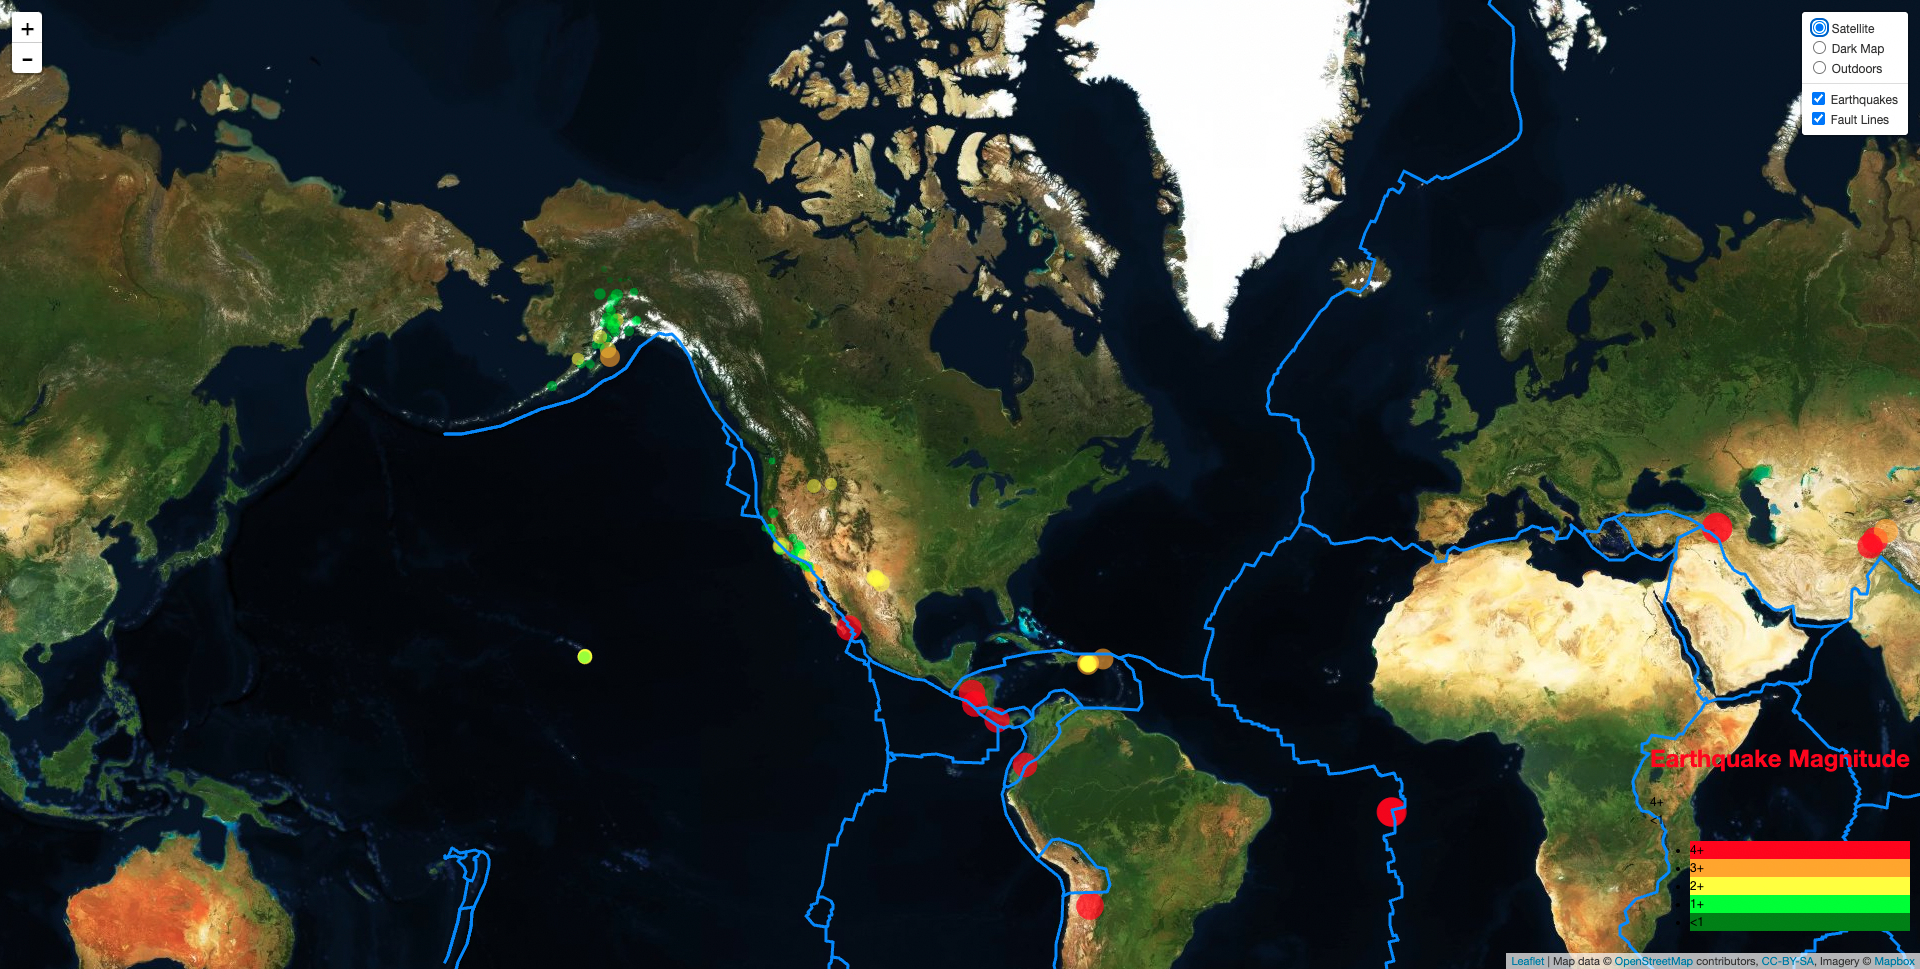 +
−
Satellite
Dark Map
Outdoors
Earthquakes
Fault Lines
Earthquake Magnitude
4+
<1
4+
3+
2+
1+
<1
Leaflet | Map data © OpenStreetMap contributors, CC-BY-SA, Imagery © Mapbox